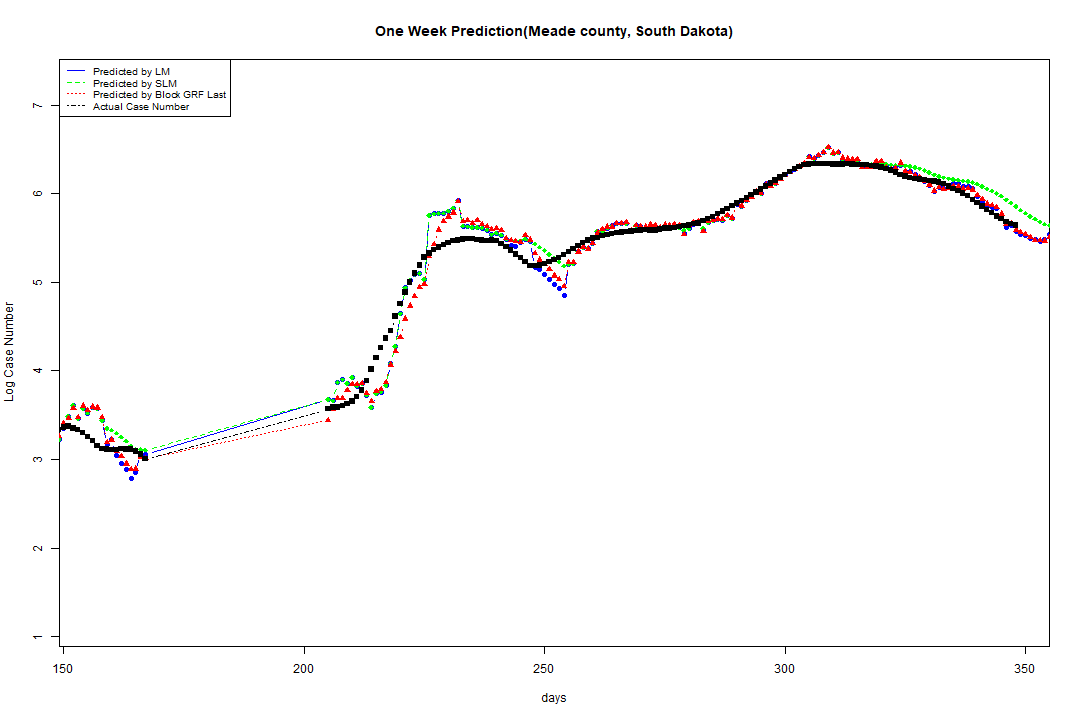 One Week Prediction(Meade county, South Dakota)
Predicted by LM
Predicted by SLM
Predicted by Block GRF Last
Actual Case Number
7
6
5
4
3
2
1
Log Case Number
150 200 250 300 350
days